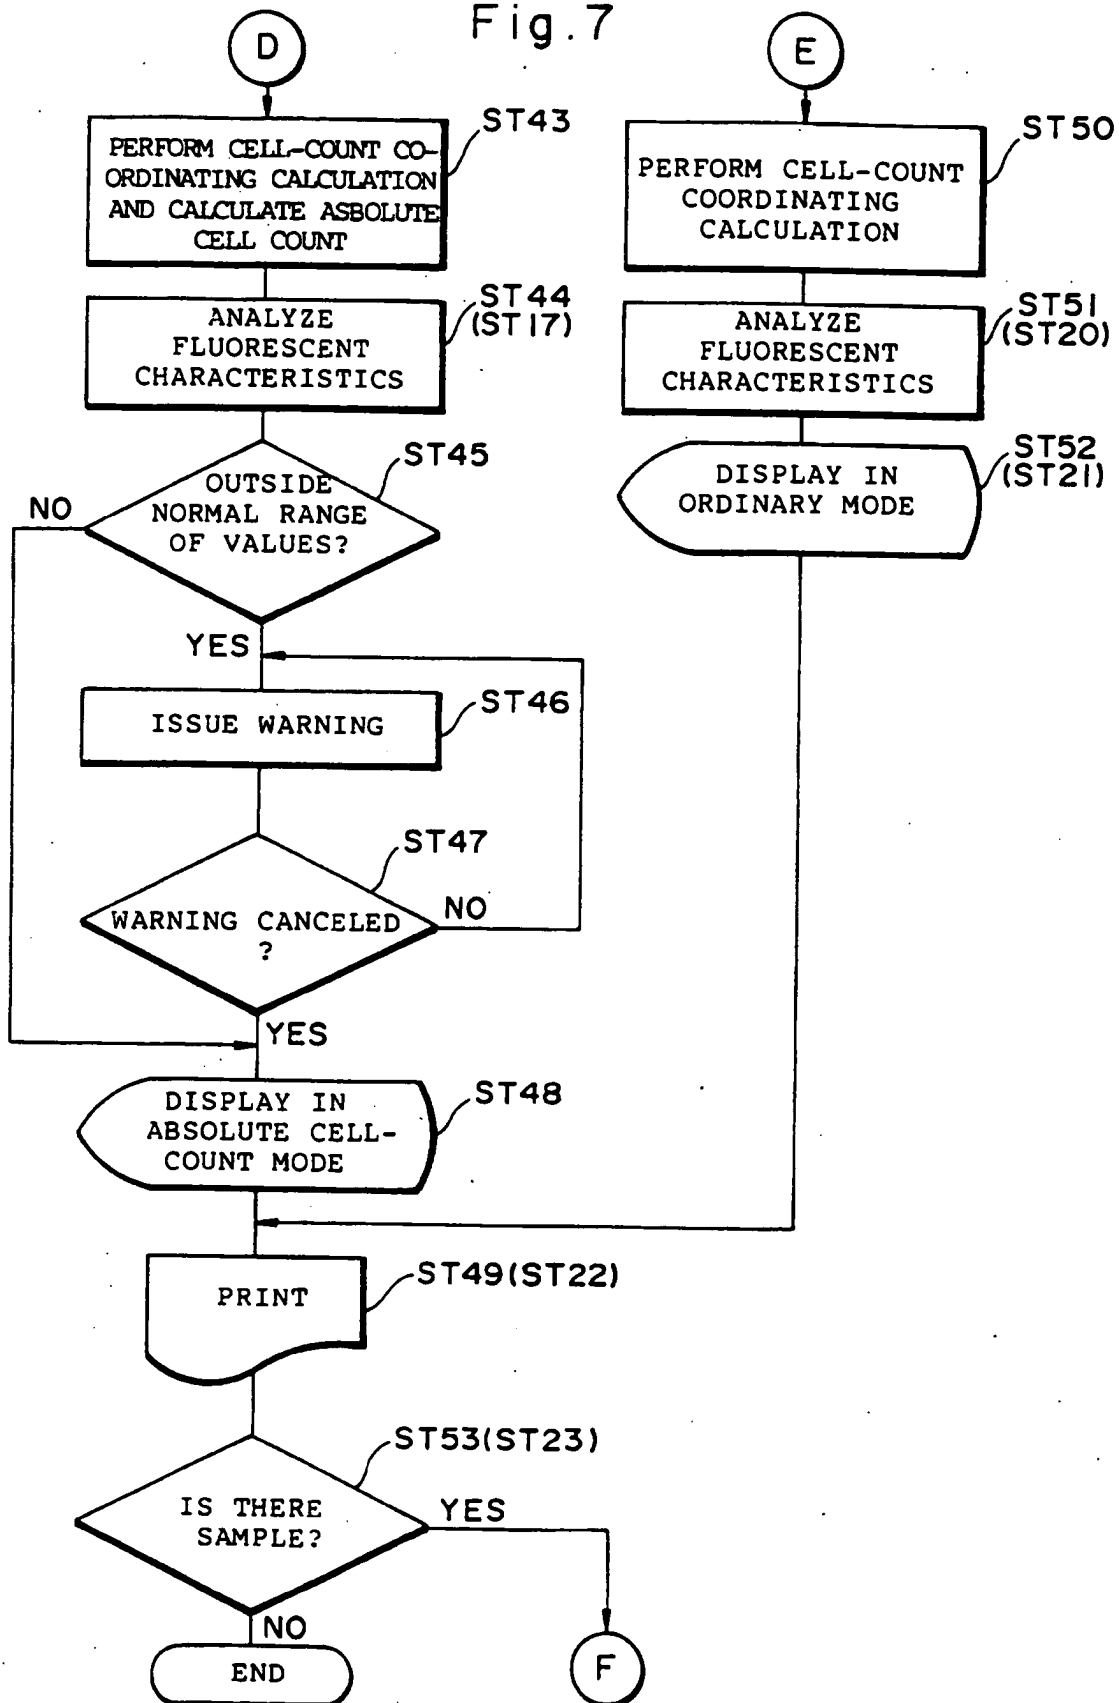 Fig.7
D
ST43
PERFORM CELL-COUNT CO-
ORDINATING CALCULATION
AND CALCULATE ASBOLUTE
CELL COUNT
ST44
(ST17)
ANALYZE
FLUORESCENT
CHARACTERISTICS
ST45
OUTSIDE
NORMAL RANGE
OF VALUES?
NO
YES
ST46
ISSUE WARNING
ST47
WARNING CANCELED
?
NO
YES
ST48
DISPLAY IN
ABSOLUTE CELL-
COUNT MODE
E
ST50
PERFORM CELL-COUNT
COORDINATING
CALCULATION
ST51
(ST20)
ANALYZE
FLUORESCENT
CHARACTERISTICS
ST52
(ST21)
DISPLAY IN
ORDINARY MODE
ST49(ST22)
PRINT
ST53(ST23)
IS THERE
SAMPLE?
YES
NO
END
F